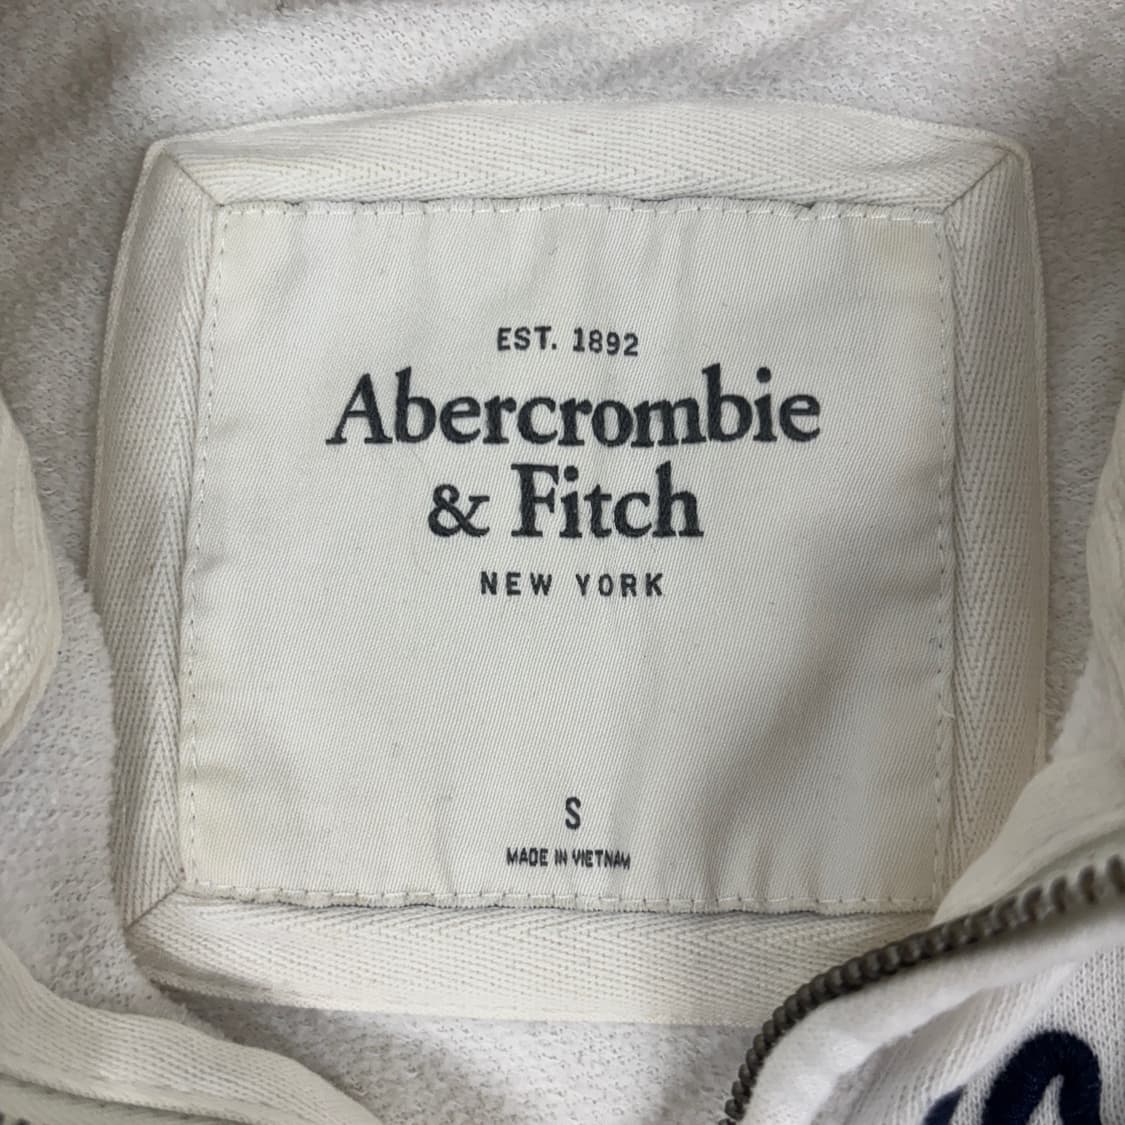 EST. 1892
Abercrombie
& Fitch
NEW YORK
S
MADE IN VIETNAM